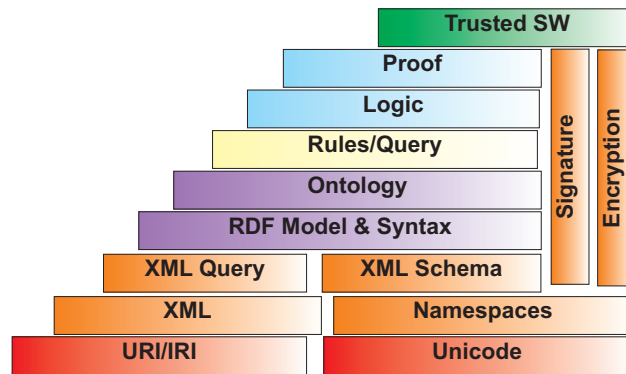 Trusted SW
Proof
Logic
Rules/Query
Ontology
RDF Model & Syntax
XML Query
XML Schema
XML
Namespaces
URI/IRI
Unicode
Signature
Encryption